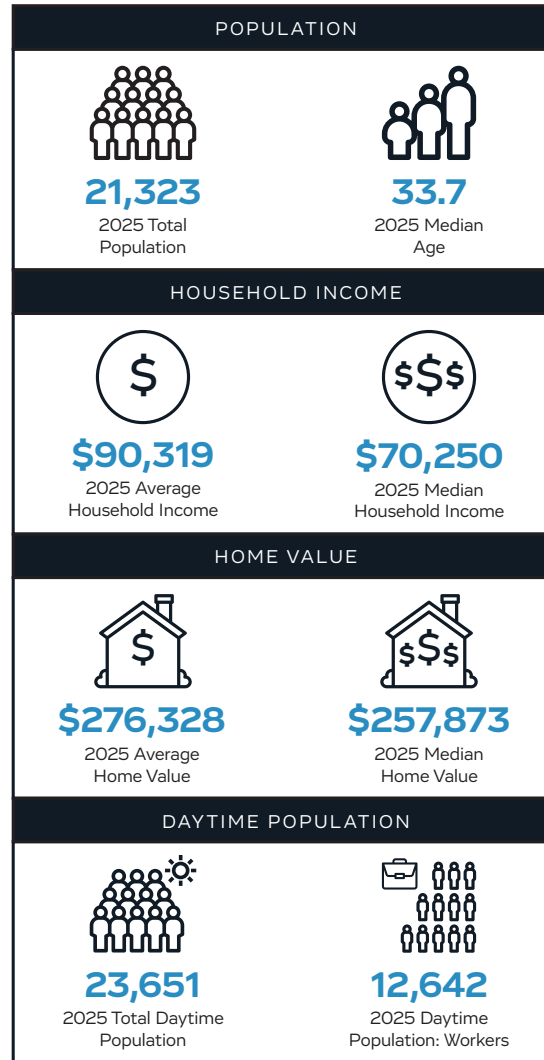 POPULATION
21,323
2025 Total
Population
33.7
2025 Median
Age
HOUSEHOLD INCOME
$
$90,319
2025 Average
Household Income
$$$
$70,250
2025 Median
Household Income
HOME VALUE
$
$276,328
2025 Average
Home Value
$$$
$257,873
2025 Median
Home Value
DAYTIME POPULATION
23,651
2025 Total Daytime
Population
12,642
2025 Daytime
Population: Workers